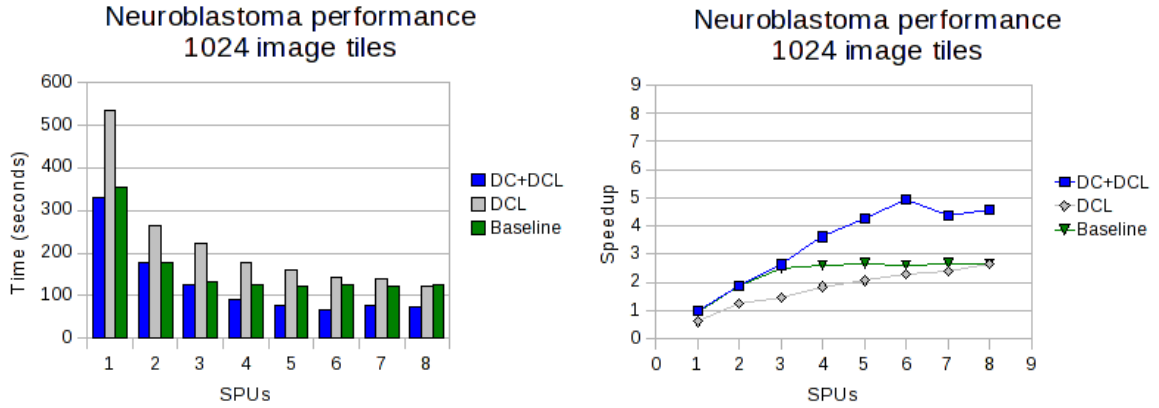 Neuroblastoma performance
1024 image tiles
600
500
400
300
200
100
0
Time (seconds)
1 2 3 4 5 6 7 8
SPUs
DC+DCL
DCL
Baseline
Neuroblastoma performance
1024 image tiles
9
8
7
6
5
4
3
2
1
0
Speedup
0 1 2 3 4 5 6 7 8 9
SPUs
DC+DCL
DCL
Baseline